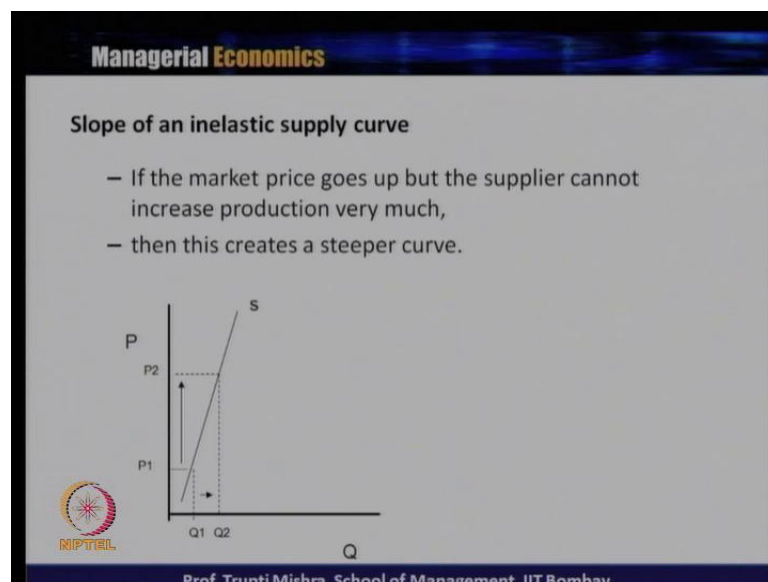 Managerial Economics
Slope of an inelastic supply curve
– If the market price goes up but the supplier cannot
increase production very much,
– then this creates a steeper curve.
S
P
P2
P1
Q1 Q2
Q
NPTEL
Prof. Trupti Mishra, School of Management, IIT Bombay